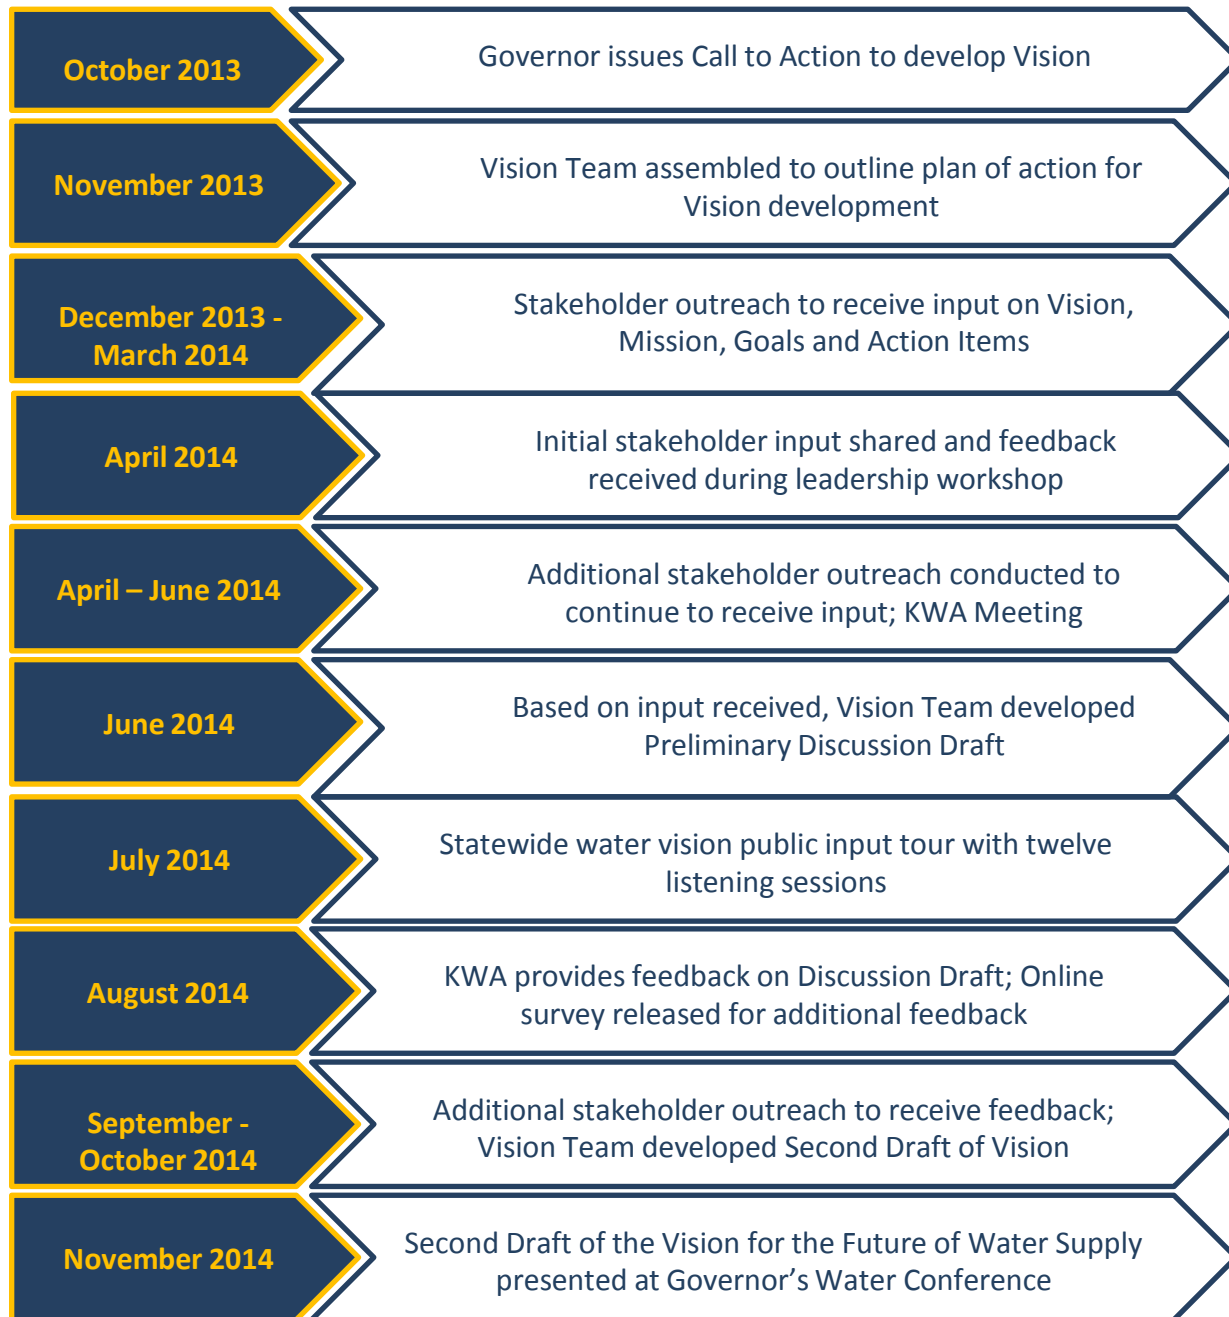 October 2013
Governor issues Call to Action to develop Vision
November 2013
Vision Team assembled to outline plan of action for
Vision development
December 2013 -
March 2014
Stakeholder outreach to receive input on Vision,
Mission, Goals and Action Items
April 2014
Initial stakeholder input shared and feedback
received during leadership workshop
April – June 2014
Additional stakeholder outreach conducted to
continue to receive input; KWA Meeting
June 2014
Based on input received, Vision Team developed
Preliminary Discussion Draft
July 2014
Statewide water vision public input tour with twelve
listening sessions
August 2014
KWA provides feedback on Discussion Draft; Online
survey released for additional feedback
September -
October 2014
Additional stakeholder outreach to receive feedback;
Vision Team developed Second Draft of Vision
November 2014
Second Draft of the Vision for the Future of Water Supply
presented at Governor’s Water Conference